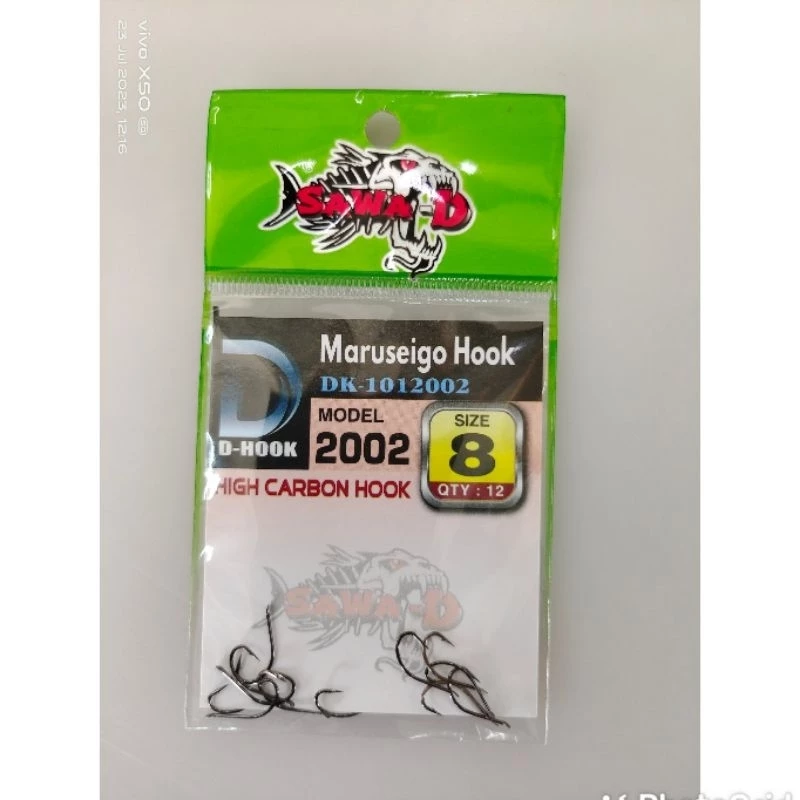 vivo X50
23 Jul 2023, 12:16
SAWA-D
Maruseigo Hook
DK-1012002
D-HOOK
MODEL
2002
SIZE
8
QTY : 12
HIGH CARBON HOOK
SAWA-D